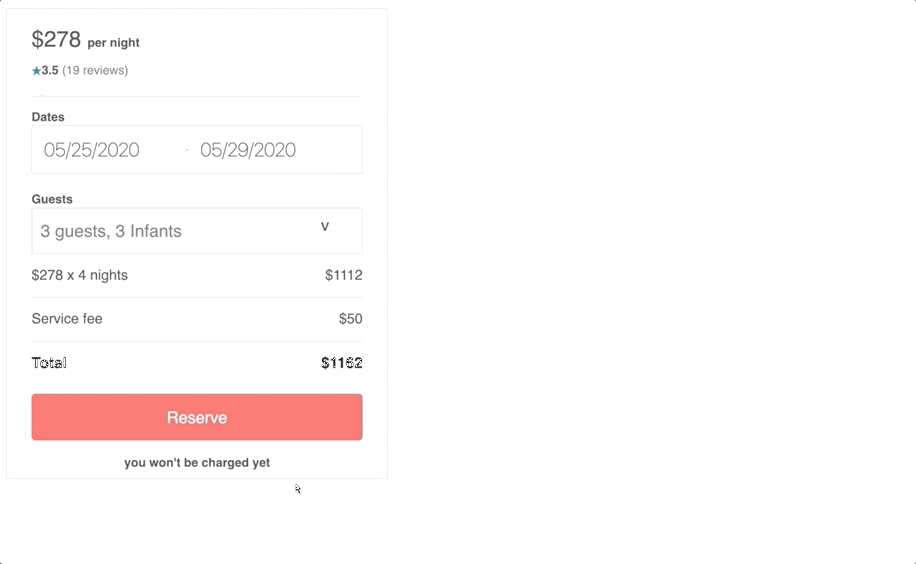 $278 per night
★3.5 (19 reviews)
Dates
05/25/2020 · 05/29/2020
Guests
3 guests, 3 Infants V
$278 x 4 nights $1112
Service fee $50
Total $1162
Reserve
you won't be charged yet